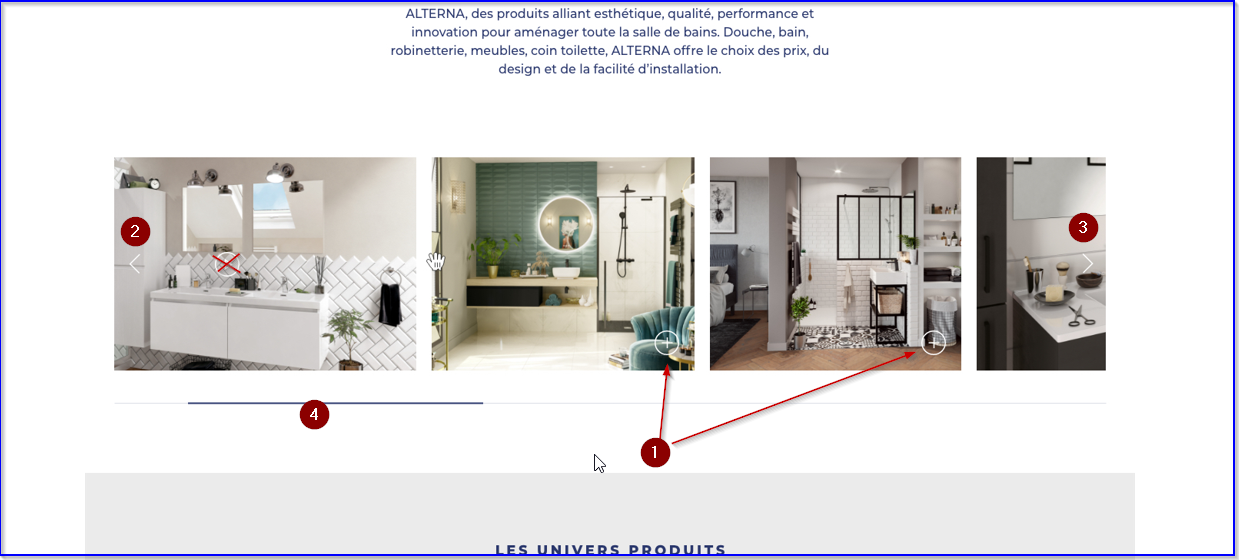 ALTERNA, des produits alliant esthétique, qualité, performance et
innovation pour aménager toute la salle de bains. Douche, bain,
robinetterie, meubles, coin toilette, ALTERNA offre le choix des prix, du
design et de la facilité d'installation.
2
3
4
1
LES UNIVERS PRODUITS